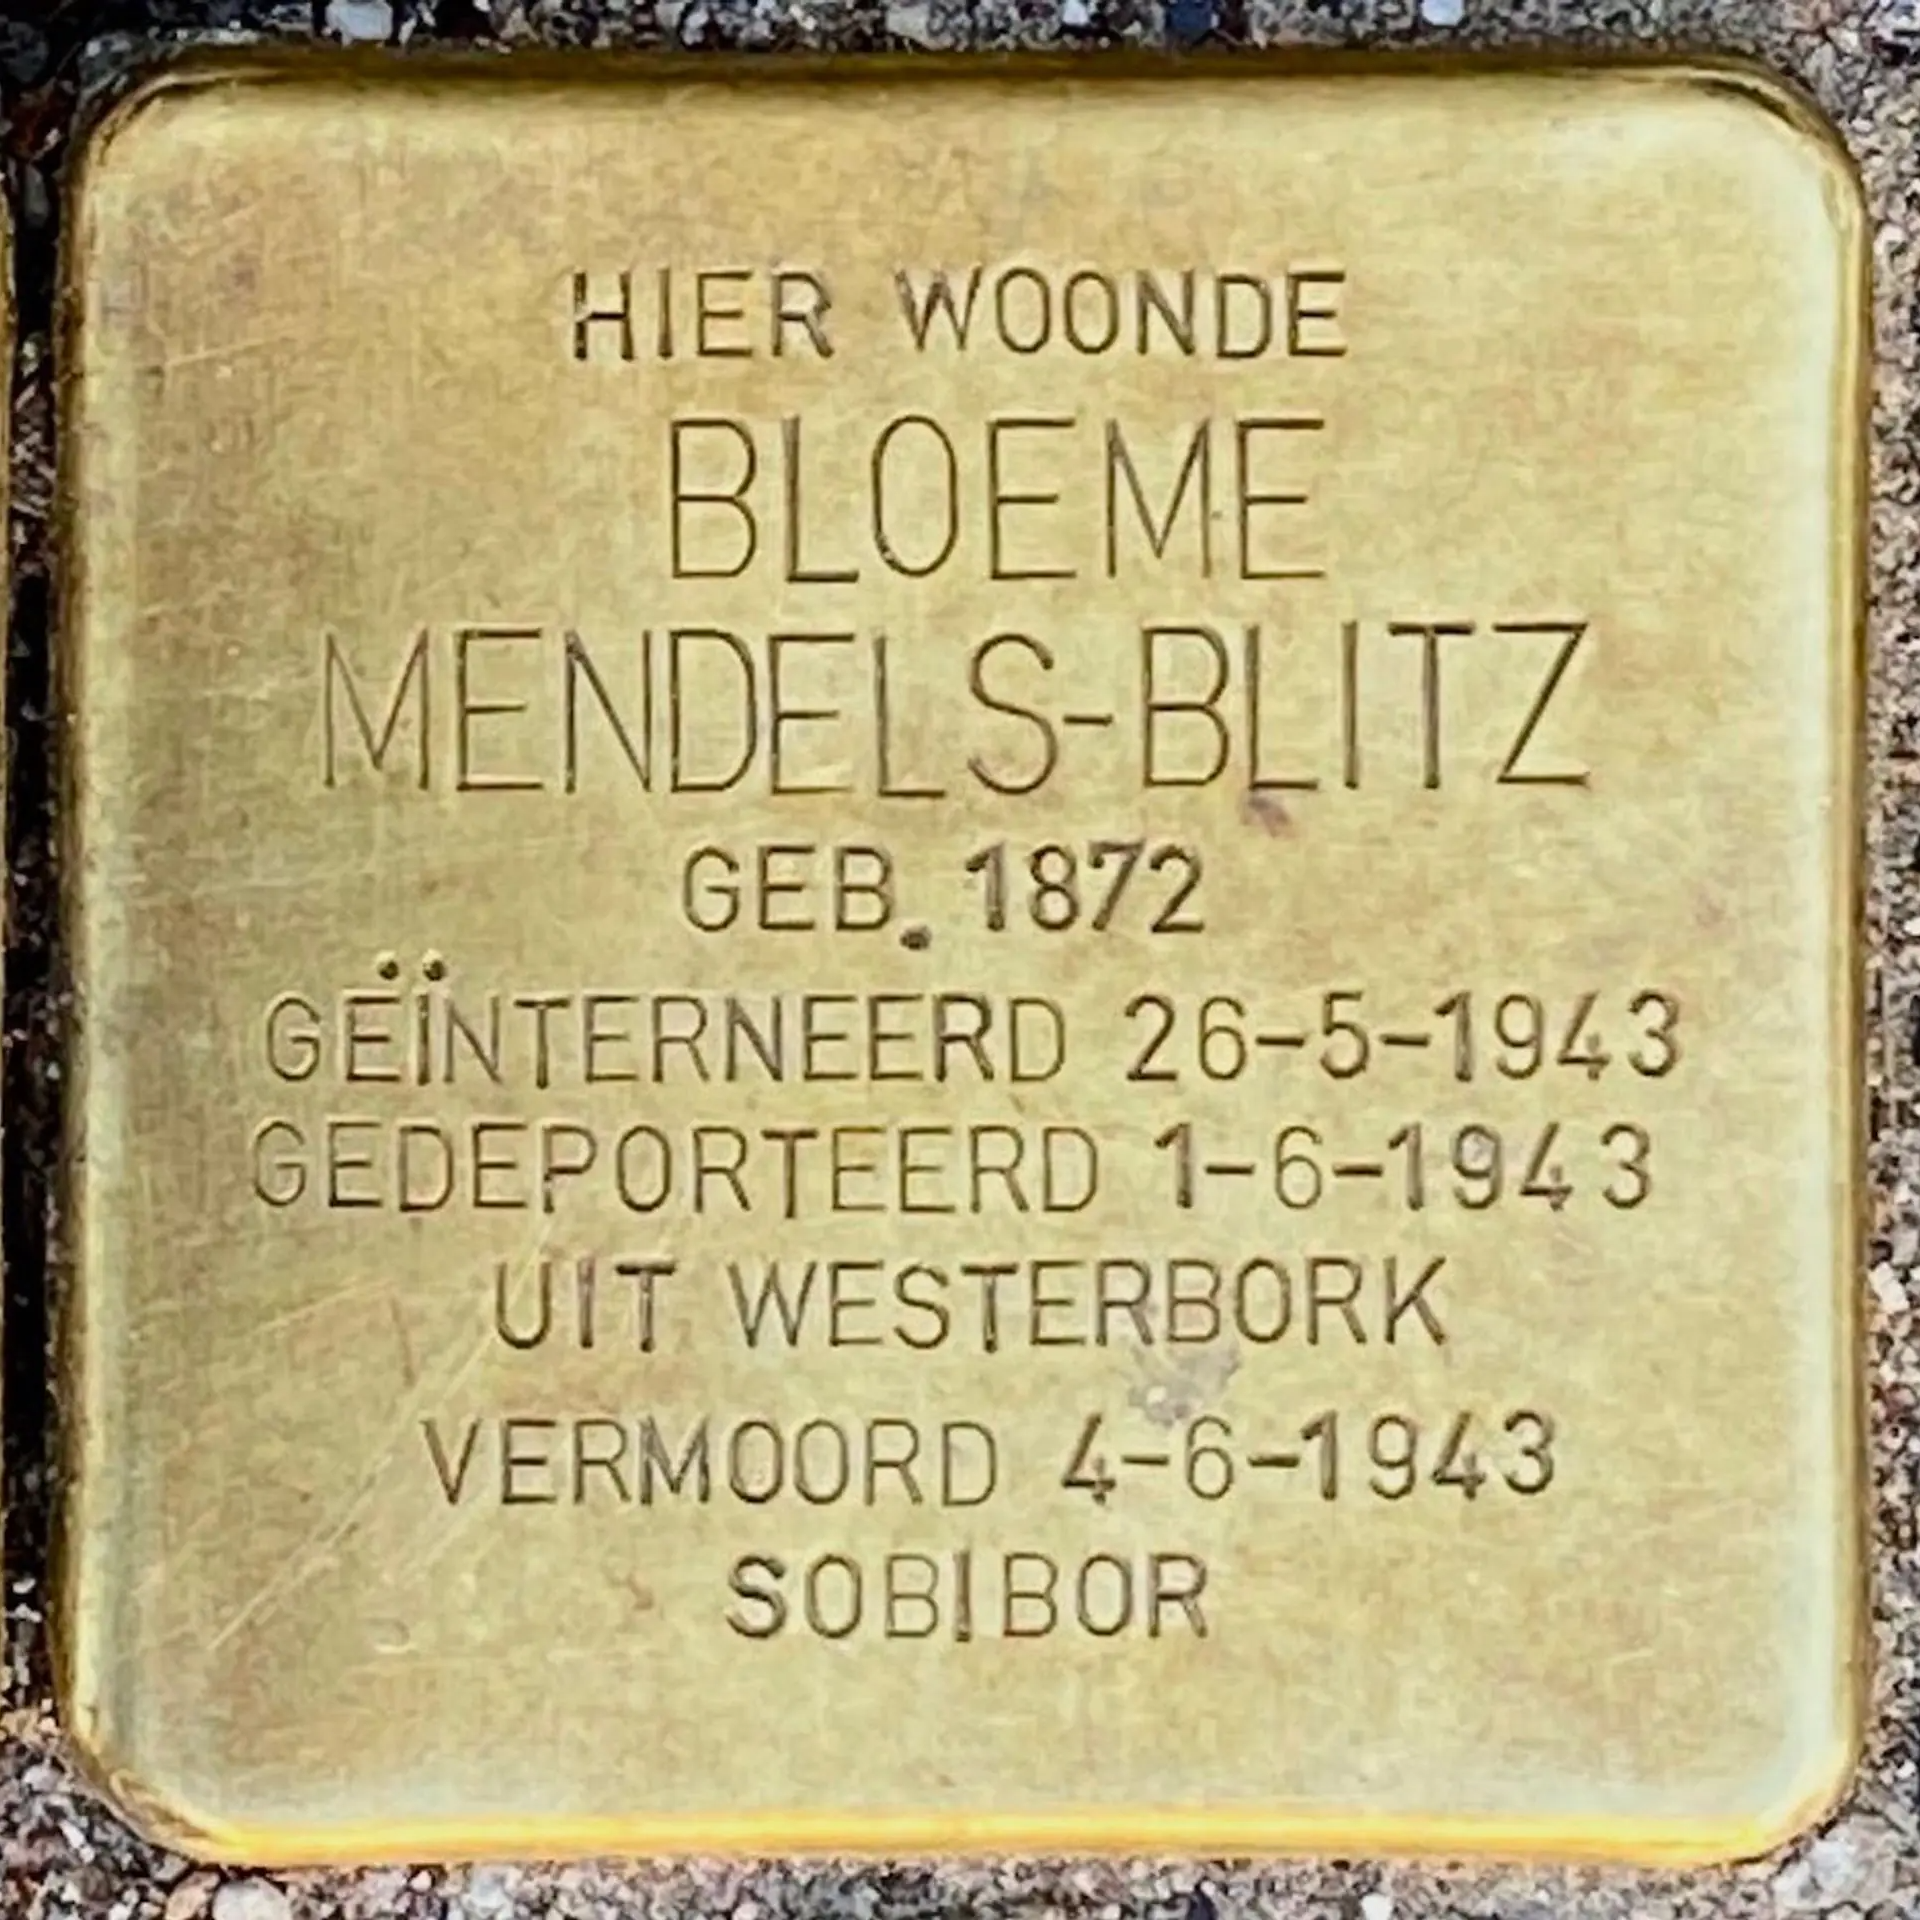 HIER WOONDE
BLOEME
MENDELS-BLITZ
GEB. 1872
GEÏNTERNEERD 26-5-1943
GEDEPORTEERD 1-6-1943
UIT WESTERBORK
VERMOORD 4-6-1943
SOBIBOR